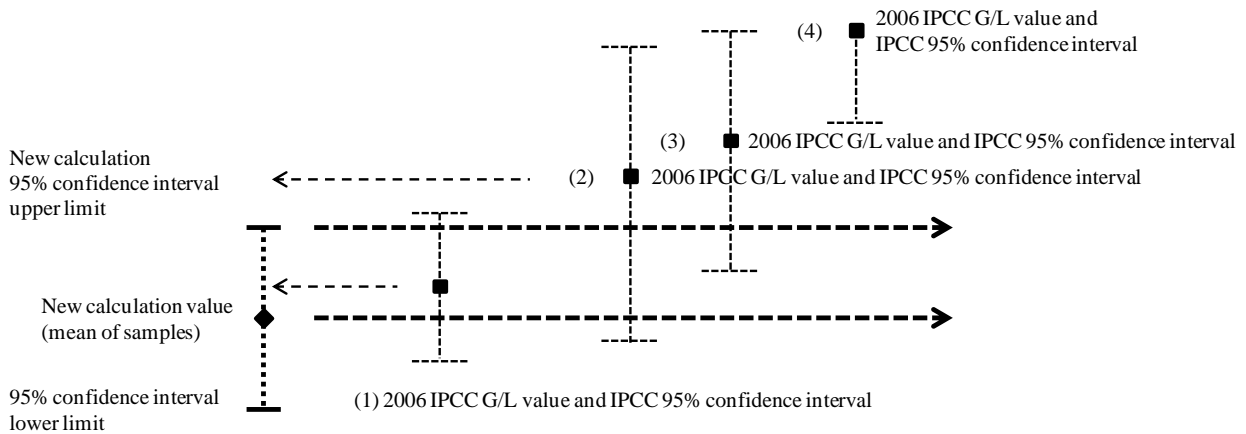 (4)
2006 IPCC G/L value and
IPCC 95% confidence interval
(3)
2006 IPCC G/L value and IPCC 95% confidence interval
New calculation
95% confidence interval
upper limit
(2)
2006 IPCC G/L value and IPCC 95% confidence interval
New calculation value
(mean of samples)
95% confidence interval
lower limit
(1) 2006 IPCC G/L value and IPCC 95% confidence interval